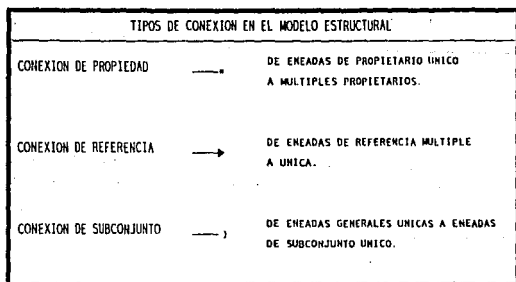 TIPOS DE CONEXION EN EL MODELO ESTRUCTURAL
CONEXION DE PROPIEDAD
DE ENEADAS DE PROPIETARIO UNICO
A MULTIPLES PROPIETARIOS.
CONEXION DE REFERENCIA
DE ENEADAS DE REFERENCIA MULTIPLE
A UNICA.
CONEXION DE SUBCONJUNTO
DE ENEADAS GENERALES UNICAS A ENEADAS
DE SUBCONJUNTO UNICO.